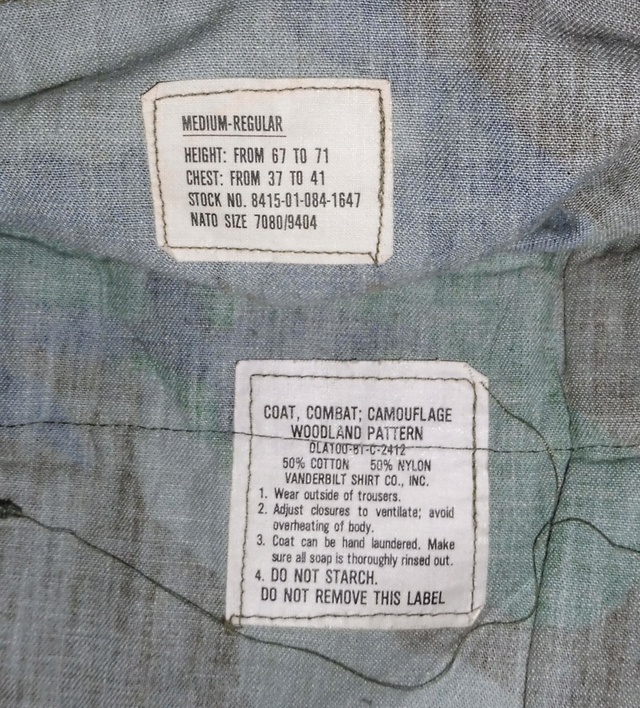 MEDIUM-REGULAR
HEIGHT: FROM 67 TO 71
CHEST: FROM 37 TO 41
STOCK NO. 8415-01-084-1647
NATO SIZE 7080/9404
COAT, COMBAT; CAMOUFLAGE
WOODLAND PATTERN
DLA100-81-C-2412
50% COTTON 50% NYLON
VANDERBILT SHIRT CO., INC.
1. Wear outside of trousers.
2. Adjust closures to ventilate; avoid
overheating of body.
3. Coat can be hand laundered. Make
sure all soap is thoroughly rinsed out.
4. DO NOT STARCH.
DO NOT REMOVE THIS LABEL